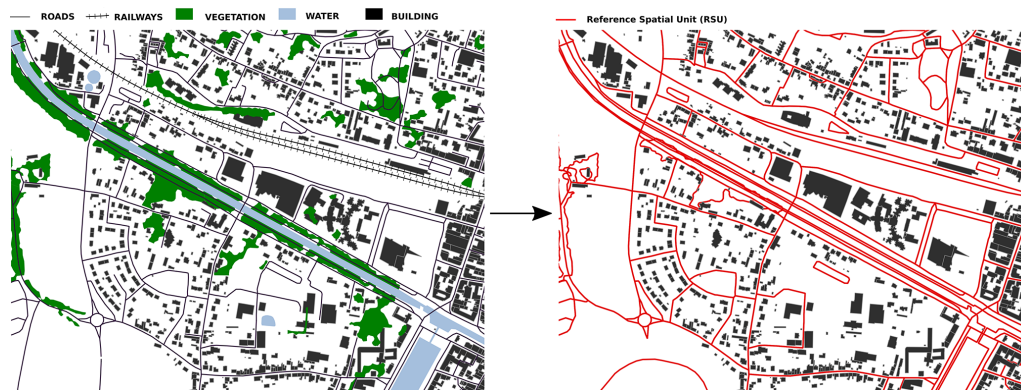 ROADS RAILWAYS VEGETATION WATER BUILDING
Reference Spatial Unit (RSU)